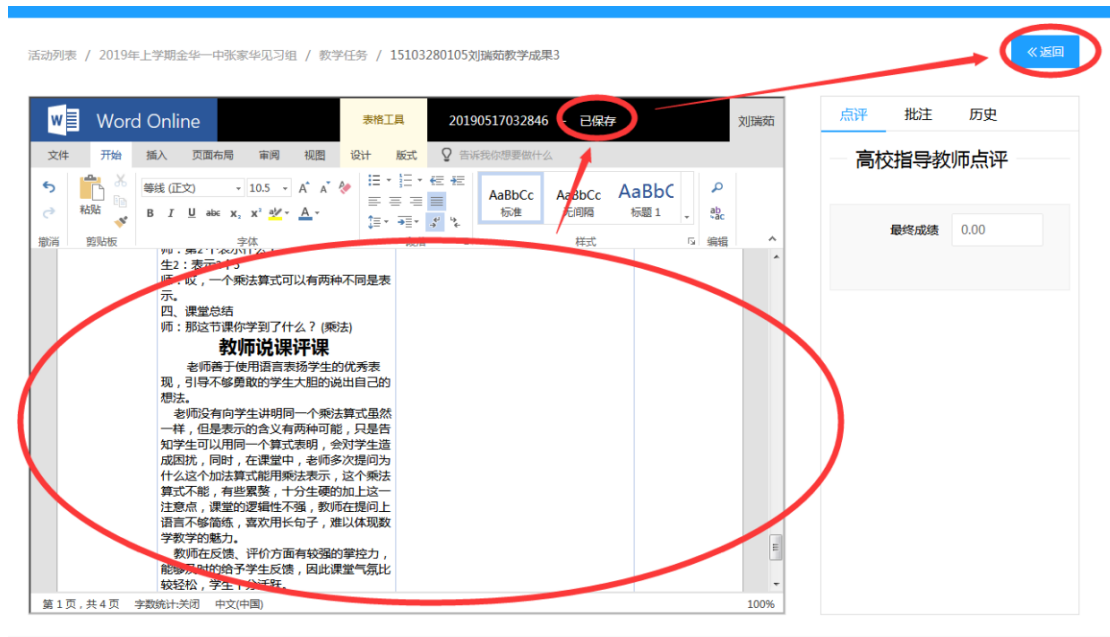 活动列表 / 2019年上学期金华一中张家华见习组 / 教学任务 / 15103280105刘瑞茹教学成果3
《返回
Word Online
表格工具
20190517032846 - 已保存
刘瑞茹
文件 开始 插入 页面布局 审阅 视图 设计 版式 告诉我你想要做什么
粘贴
等线 (正文) 10.5
B I U abc x₂ x² A
AaBbCc AaBbCc AaBbC
标准 无间隔 标题 1
撤消 剪贴板 字体 样式 编辑
生2：表示2个5
师：哎，一个乘法算式可以有两种不同是表
示。
四、课堂总结
师：那这节课你学到了什么？(乘法)
教师说课评课
老师善于使用语言表扬学生的优秀表
现，引导不够勇敢的学生大胆的说出自己的
想法。
老师没有向学生讲明同一个乘法算式虽然
一样，但是表示的含义有两种可能，只是告
知学生可以用同一个算式表明，会对学生造
成困扰，同时，在课堂中，老师多次提问为
什么这个加法算式能用乘法表示，这个乘法
算式不能，有些累赘，十分生硬的加上这一
注意点，课堂的逻辑性不强，教师在提问上
语言不够简练，喜欢用长句子，难以体现数
学教学的魅力。
教师在反馈、评价方面有较强的掌控力，
能够及时的给予学生反馈，因此课堂气氛比
较轻松，学生十分活跃。
第 1 页，共 4 页 字数统计:关闭 中文(中国) 100%
点评 批注 历史
高校指导教师点评
最终成绩 0.00